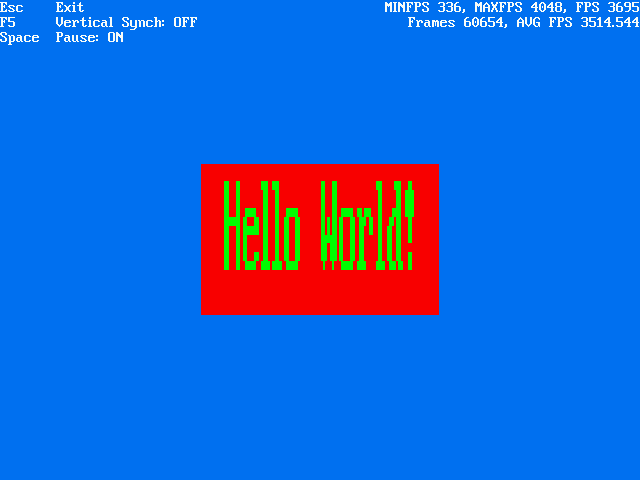 Esc Exit MINFPS 336, MAXFPS 4048, FPS 3695
F5 Vertical Synch: OFF Frames 60654, AVG FPS 3514.544
Space Pause: ON
Hello World!